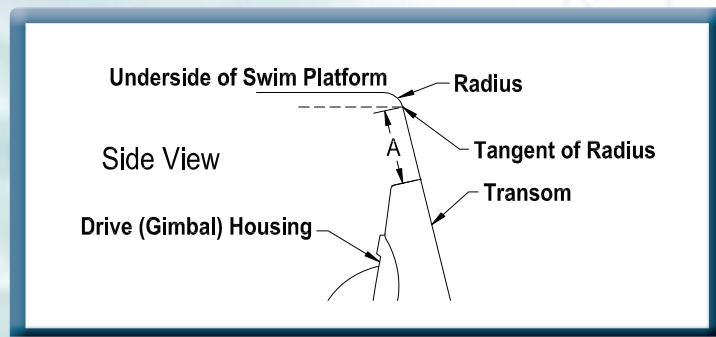 Underside of Swim Platform
Radius
Side View
A
Tangent of Radius
Transom
Drive (Gimbal) Housing